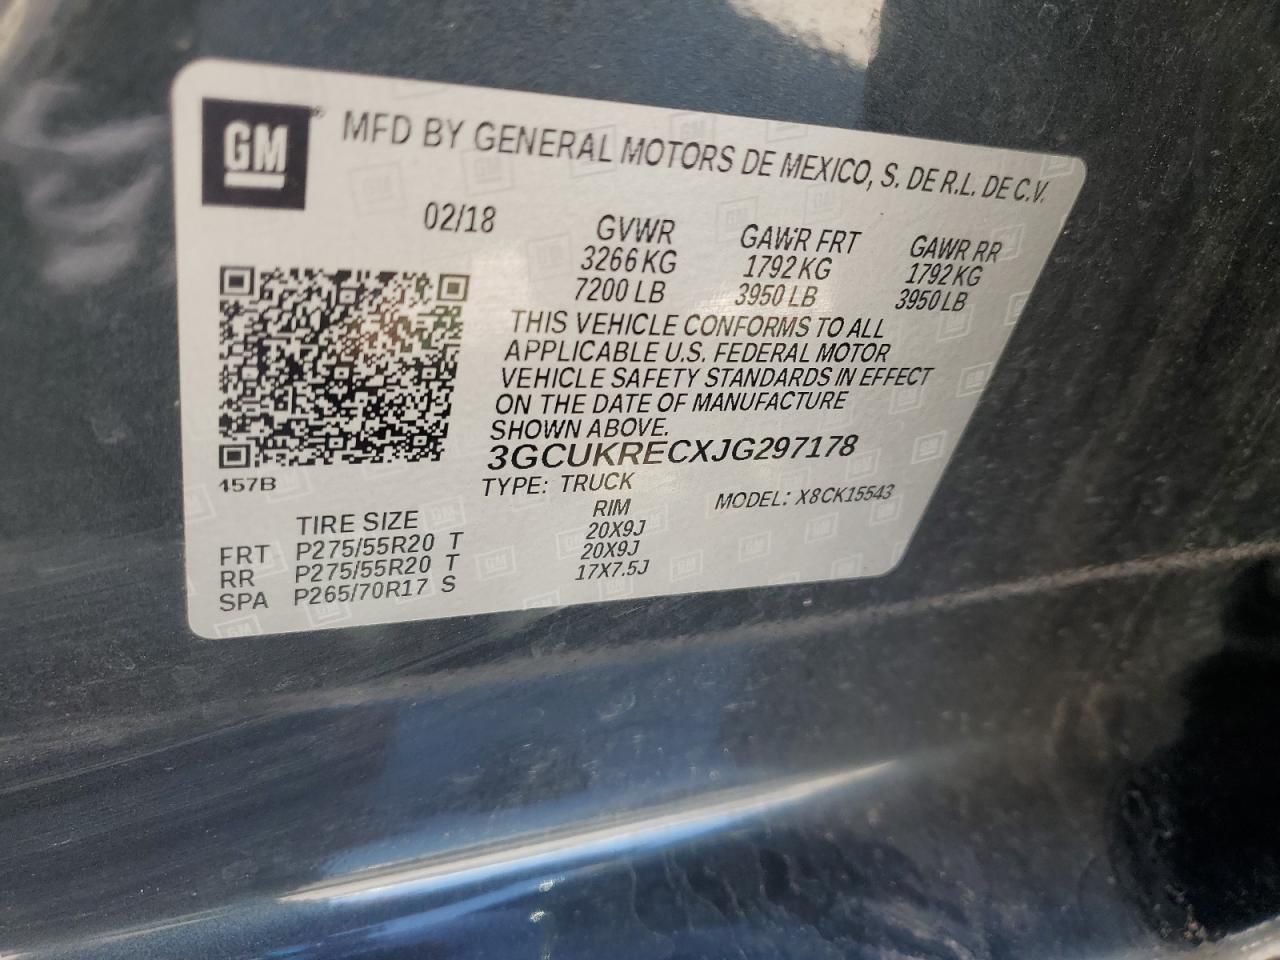 GM ® MFD BY GENERAL MOTORS DE MEXICO, S. DE R.L. DE C.V.
02/18 GVWR GAWR FRT GAWR RR
3266 KG 1792 KG 1792 KG
7200 LB 3950 LB 3950 LB
THIS VEHICLE CONFORMS TO ALL
APPLICABLE U.S. FEDERAL MOTOR
VEHICLE SAFETY STANDARDS IN EFFECT
ON THE DATE OF MANUFACTURE
SHOWN ABOVE.
3GCUKRECXJG297178
157B TYPE: TRUCK MODEL: X8CK15543
TIRE SIZE RIM
FRT P275/55R20 T 20X9J
RR P275/55R20 T 20X9J
SPA P265/70R17 S 17X7.5J